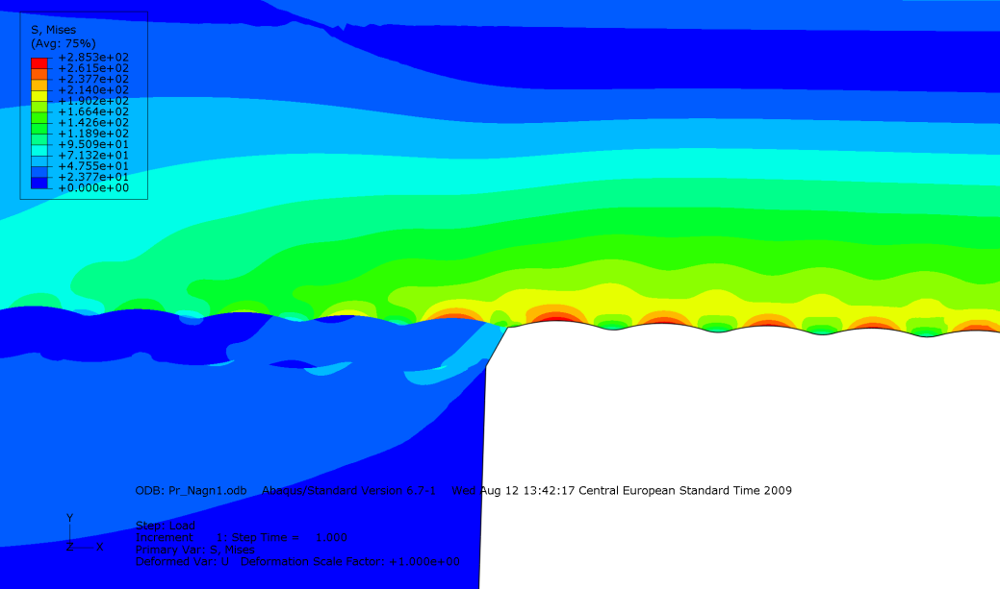 S, Mises
(Avg: 75%)
+2.853e+02
+2.615e+02
+2.377e+02
+2.140e+02
+1.902e+02
+1.664e+02
+1.426e+02
+1.189e+02
+9.509e+01
+7.132e+01
+4.755e+01
+2.377e+01
+0.000e+00
ODB: Pr_Nagn1.odb    Abaqus/Standard Version 6.7-1    Wed Aug 12 13:42:17 Central European Standard Time 2009
Y
Z X
Step: Load
Increment      1: Step Time =    1.000
Primary Var: S, Mises
Deformed Var: U   Deformation Scale Factor: +1.000e+00